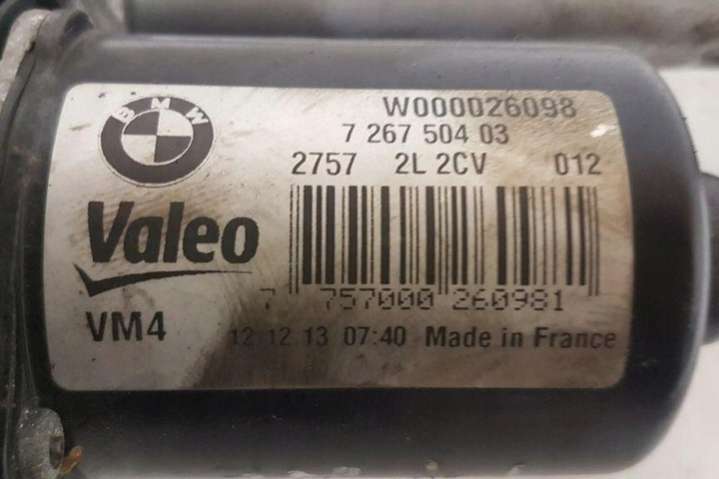 BMW
W000026098
7 267 504 03
2757 2L 2CV 012
Valeo
7 757000 260981
VM4
12.12.13 07:40 Made in France